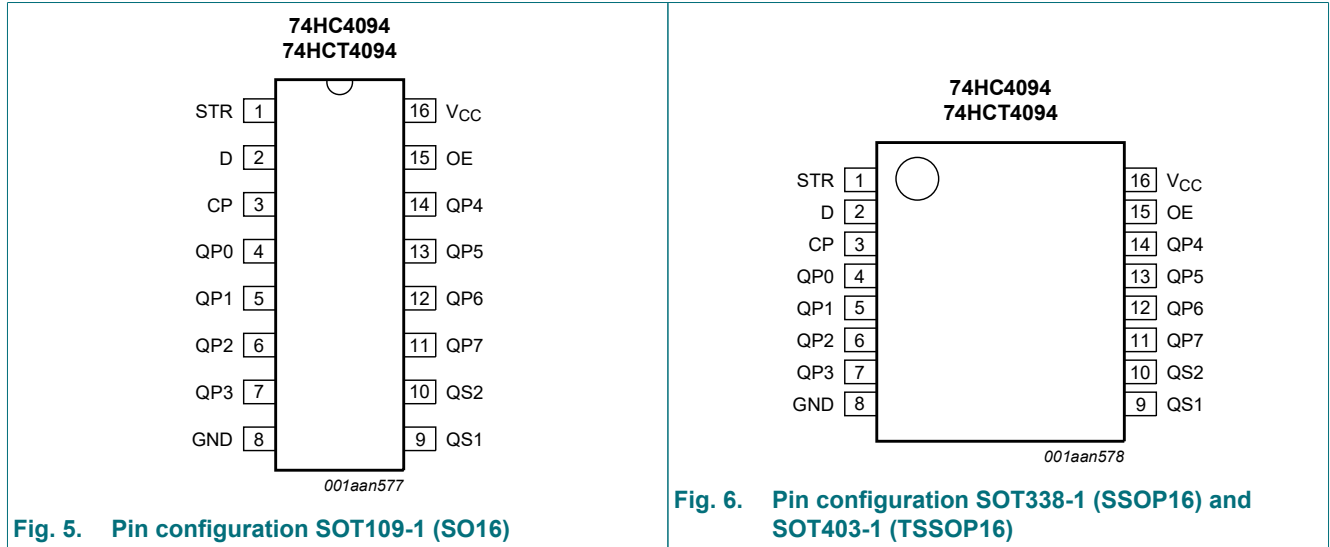 74HC4094
74HCT4094
STR 1 16 VCC
D 2 15 OE
CP 3 14 QP4
QP0 4 13 QP5
QP1 5 12 QP6
QP2 6 11 QP7
QP3 7 10 QS2
GND 8 9 QS1
001aan577
Fig. 5. Pin configuration SOT109-1 (SO16)
74HC4094
74HCT4094
STR 1 16 VCC
D 2 15 OE
CP 3 14 QP4
QP0 4 13 QP5
QP1 5 12 QP6
QP2 6 11 QP7
QP3 7 10 QS2
GND 8 9 QS1
001aan578
Fig. 6. Pin configuration SOT338-1 (SSOP16) and
SOT403-1 (TSSOP16)